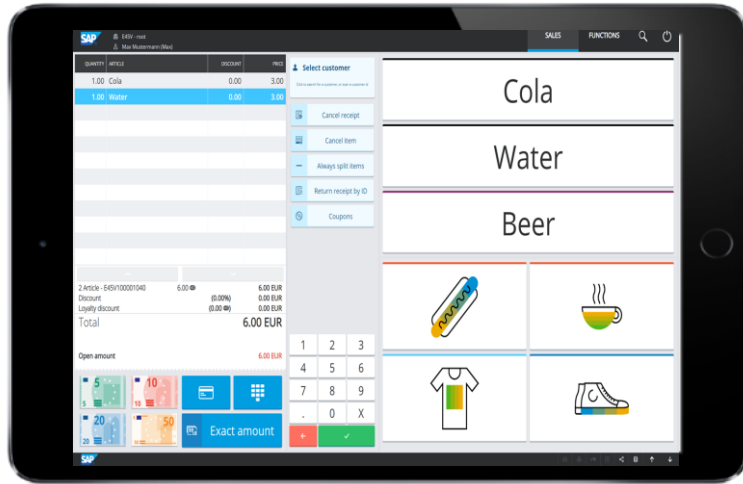 SAP
E4SV - root
Max Mustermann [Max]
SALES
FUNCTIONS
QUANTITY ARTICLE DISCOUNT PRICE
1.00 Cola 0.00 3.00
1.00 Water 0.00 3.00
Select customer
Cancel receipt
Cancel item
Always split items
Return receipt by ID
Coupons
Cola
Water
Beer
2 Article - E4SV100001040 6.00 6.00 EUR
Discount (0.00%) 0.00 EUR
Loyalty discount (0.00 ) 0.00 EUR
Total 6.00 EUR
Open amount 6.00 EUR
1 2 3
4 5 6
7 8 9
. 0 X
5 5
10 10
20 20
50
Exact amount
SAP